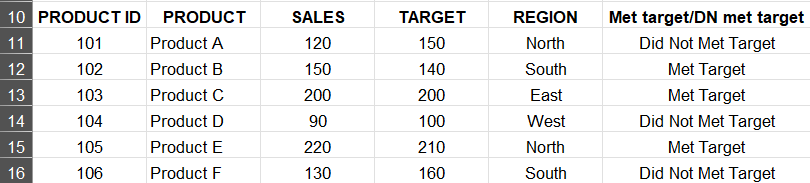 10 PRODUCT ID PRODUCT SALES TARGET REGION Met target/DN met target
11 101 Product A 120 150 North Did Not Met Target
12 102 Product B 150 140 South Met Target
13 103 Product C 200 200 East Met Target
14 104 Product D 90 100 West Did Not Met Target
15 105 Product E 220 210 North Met Target
16 106 Product F 130 160 South Did Not Met Target